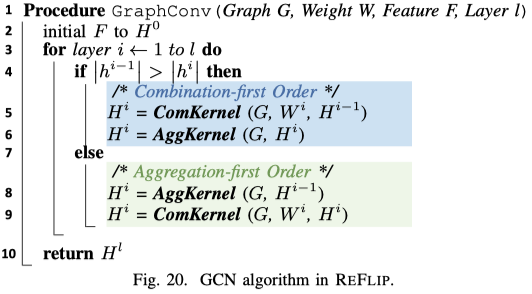 1 Procedure GraphConv(Graph G, Weight W, Feature F, Layer l)
2 initial F to H^0
3 for layer i ← 1 to l do
4 if |h^{i−1}| > |h^i| then
/* Combination-first Order */
5 H^i = ComKernel (G, W^i, H^{i−1})
6 H^i = AggKernel (G, H^i)
7 else
/* Aggregation-first Order */
8 H^i = AggKernel (G, H^{i−1})
9 H^i = ComKernel (G, W^i, H^i)
10 return H^l
Fig. 20. GCN algorithm in REFLIP.